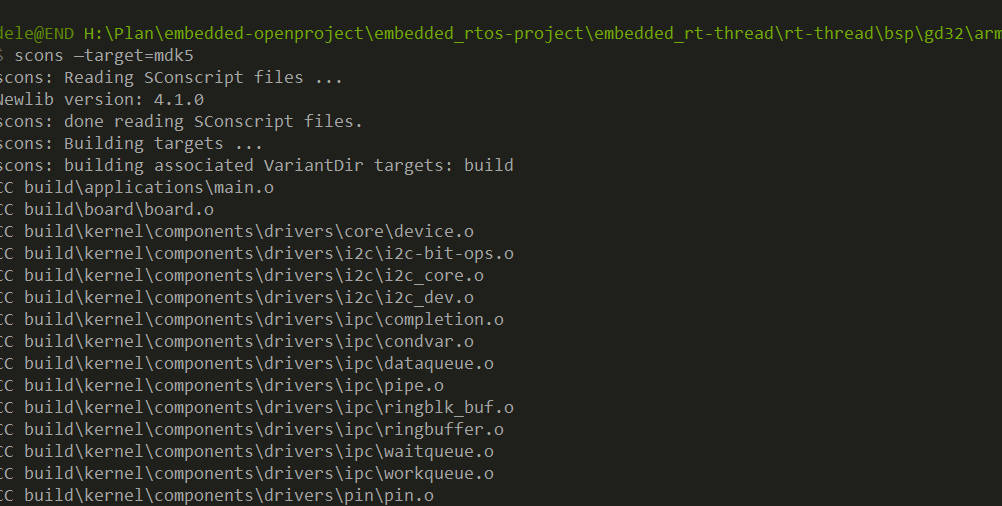 dele@END H:\Plan\embedded-openproject\embedded_rtos-project\embedded_rt-thread\rt-thread\bsp\gd32\arm
$ scons –target=mdk5
scons: Reading SConscript files ...
Newlib version: 4.1.0
scons: done reading SConscript files.
scons: Building targets ...
scons: building associated VariantDir targets: build
CC build\applications\main.o
CC build\board\board.o
CC build\kernel\components\drivers\core\device.o
CC build\kernel\components\drivers\i2c\i2c-bit-ops.o
CC build\kernel\components\drivers\i2c\i2c_core.o
CC build\kernel\components\drivers\i2c\i2c_dev.o
CC build\kernel\components\drivers\ipc\completion.o
CC build\kernel\components\drivers\ipc\condvar.o
CC build\kernel\components\drivers\ipc\dataqueue.o
CC build\kernel\components\drivers\ipc\pipe.o
CC build\kernel\components\drivers\ipc\ringblk_buf.o
CC build\kernel\components\drivers\ipc\ringbuffer.o
CC build\kernel\components\drivers\ipc\waitqueue.o
CC build\kernel\components\drivers\ipc\workqueue.o
CC build\kernel\components\drivers\pin\pin.o